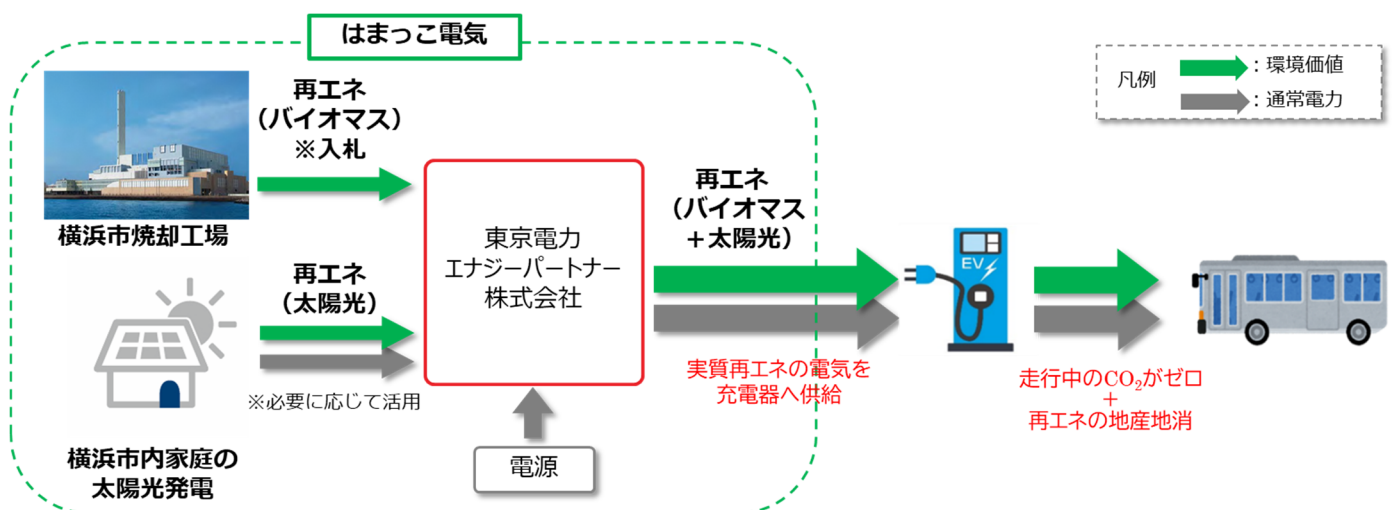 はまっこ電気
凡例
:環境価値
:通常電力
再エネ
(バイオマス)
※入札
横浜市焼却工場
再エネ
(太陽光)
※必要に応じて活用
横浜市内家庭の
太陽光発電
東京電力
エナジーパートナー
株式会社
電源
再エネ
(バイオマス
+太陽光)
実質再エネの電気を
充電器へ供給
EV
走行中のCO₂がゼロ
+
再エネの地産地消